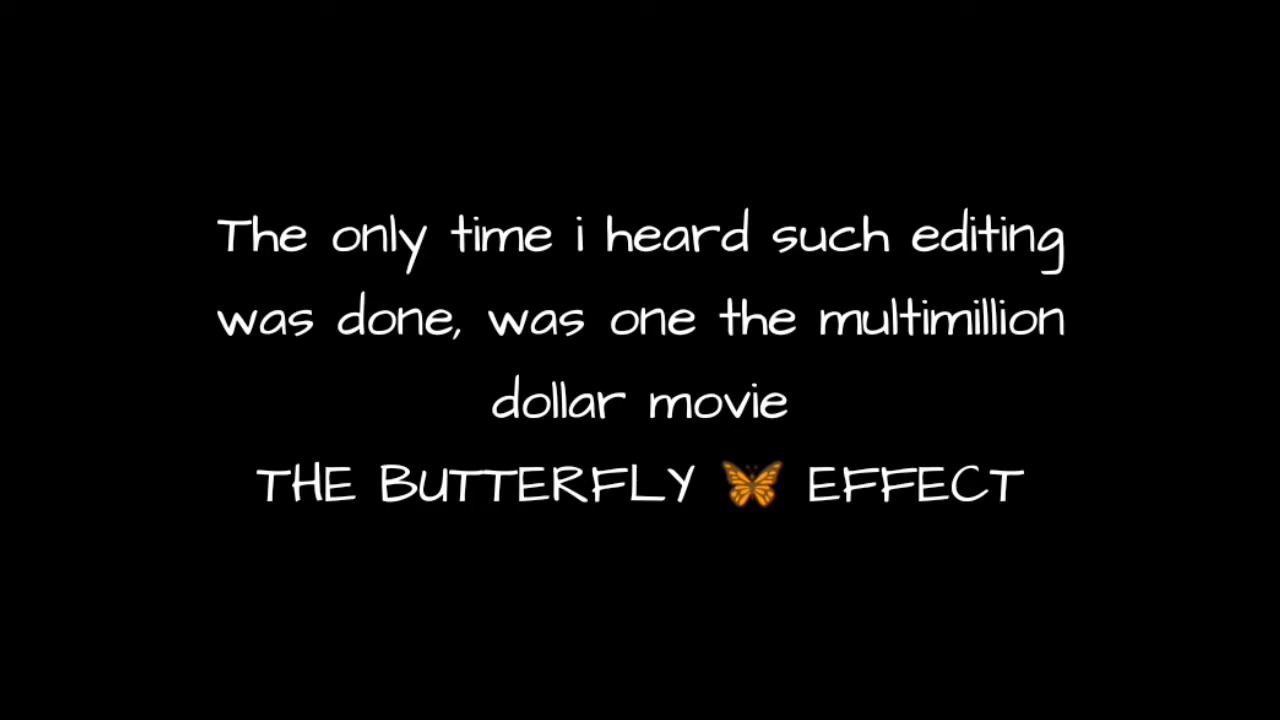 The only time i heard such editing
was done, was one the multimillion
dollar movie
THE BUTTERFLY 🦋 EFFECT